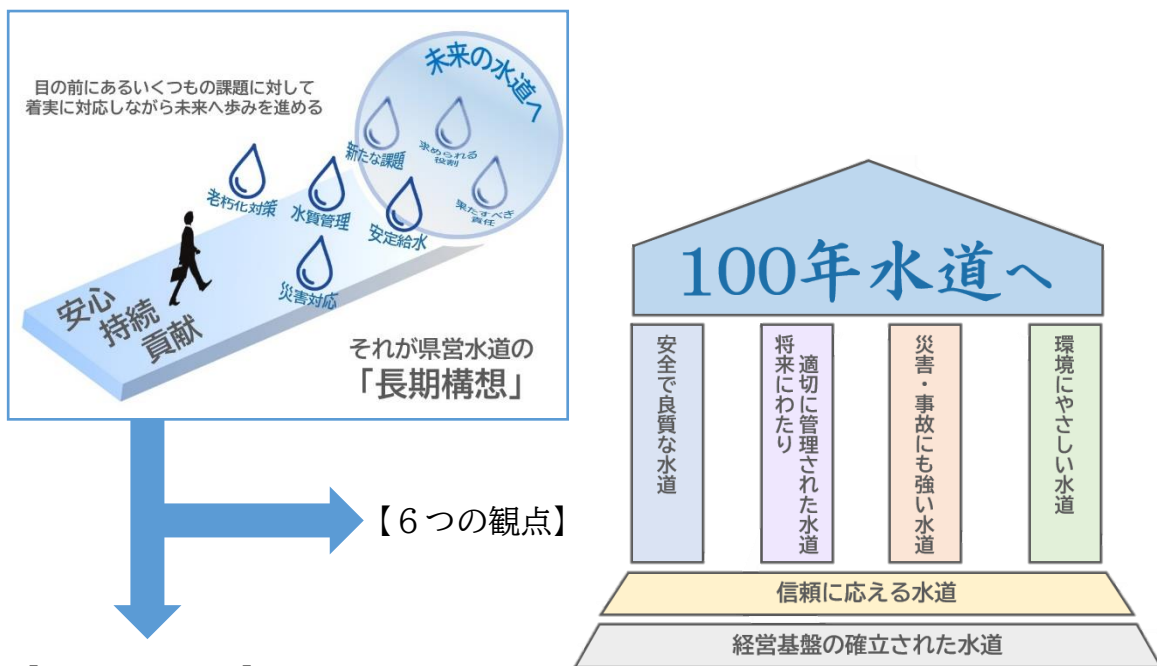 目の前にあるいくつもの課題に対して
着実に対応しながら未来へ歩みを進める
未来の水道へ
新たな課題
求められる
役割
果たすべき
責任
老朽化対策
水質管理
安定給水
災害対応
安心
持続
貢献
それが県営水道の
「長期構想」
【６つの観点】
100年水道へ
安全で良質な水道
将来にわたり
適切に管理された水道
災害・事故にも強い水道
環境にやさしい水道
信頼に応える水道
経営基盤の確立された水道